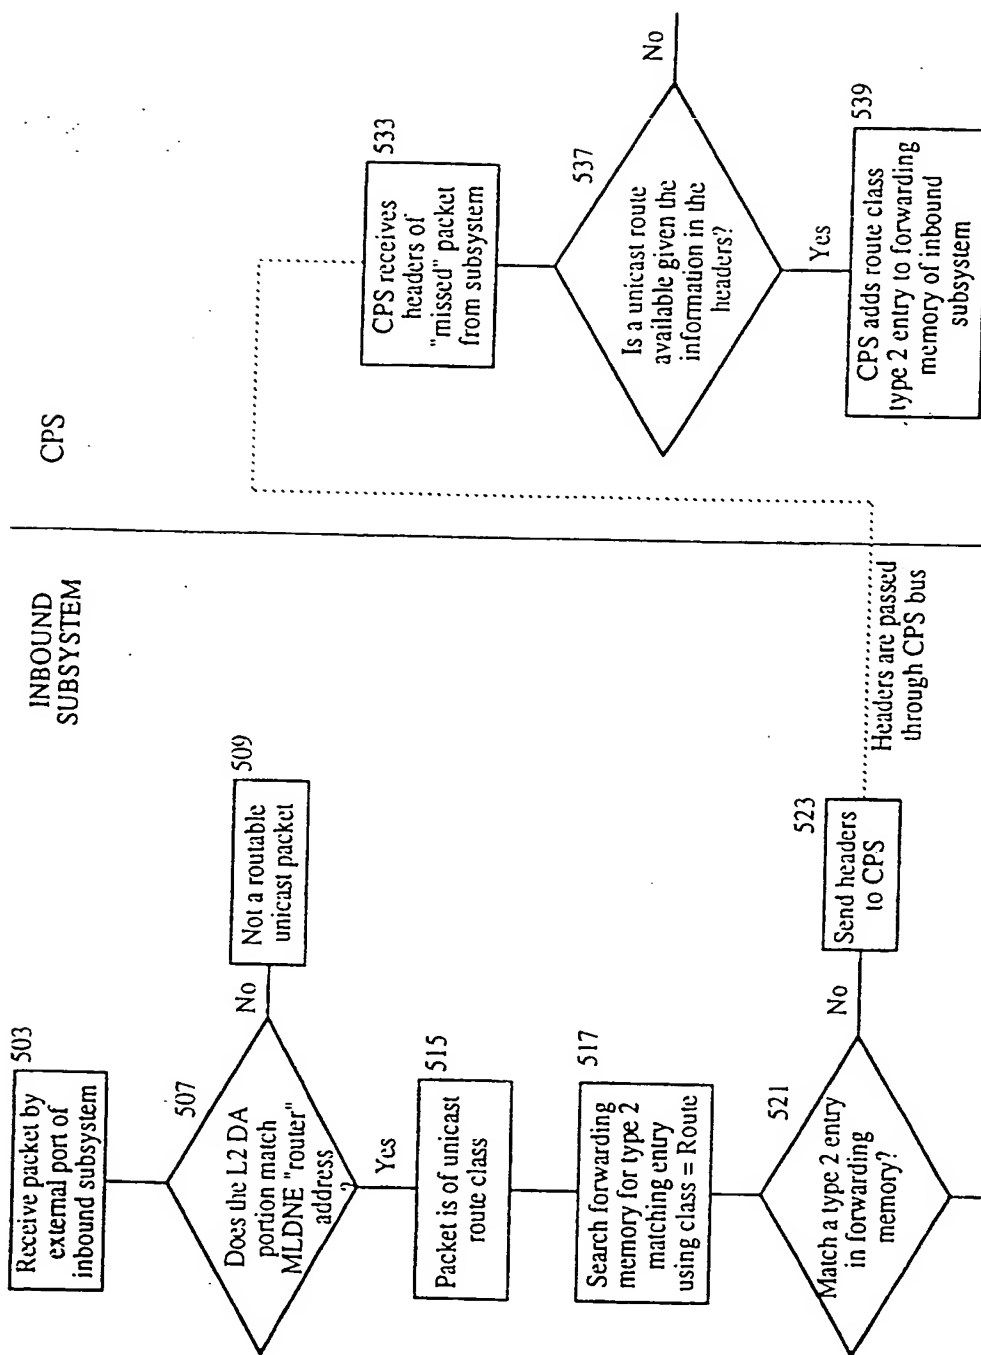 INBOUND
SUBSYSTEM
CPS
503
Receive packet by
external port of
inbound subsystem
507
Does the L2 DA
portion match
MLDNE "router"
address
?
No
509
Not a routable
unicast packet
Yes
515
Packet is of unicast
route class
517
Search forwarding
memory for type 2
matching entry
using class = Route
521
Match a type 2 entry
in forwarding
memory?
No
523
Send headers
to CPS
Headers are passed
through CPS bus
533
CPS receives
headers of
"missed" packet
from subsystem
537
Is a unicast route
available given the
information in the
headers?
No
Yes
539
CPS adds route class
type 2 entry to forwarding
memory of inbound
subsystem